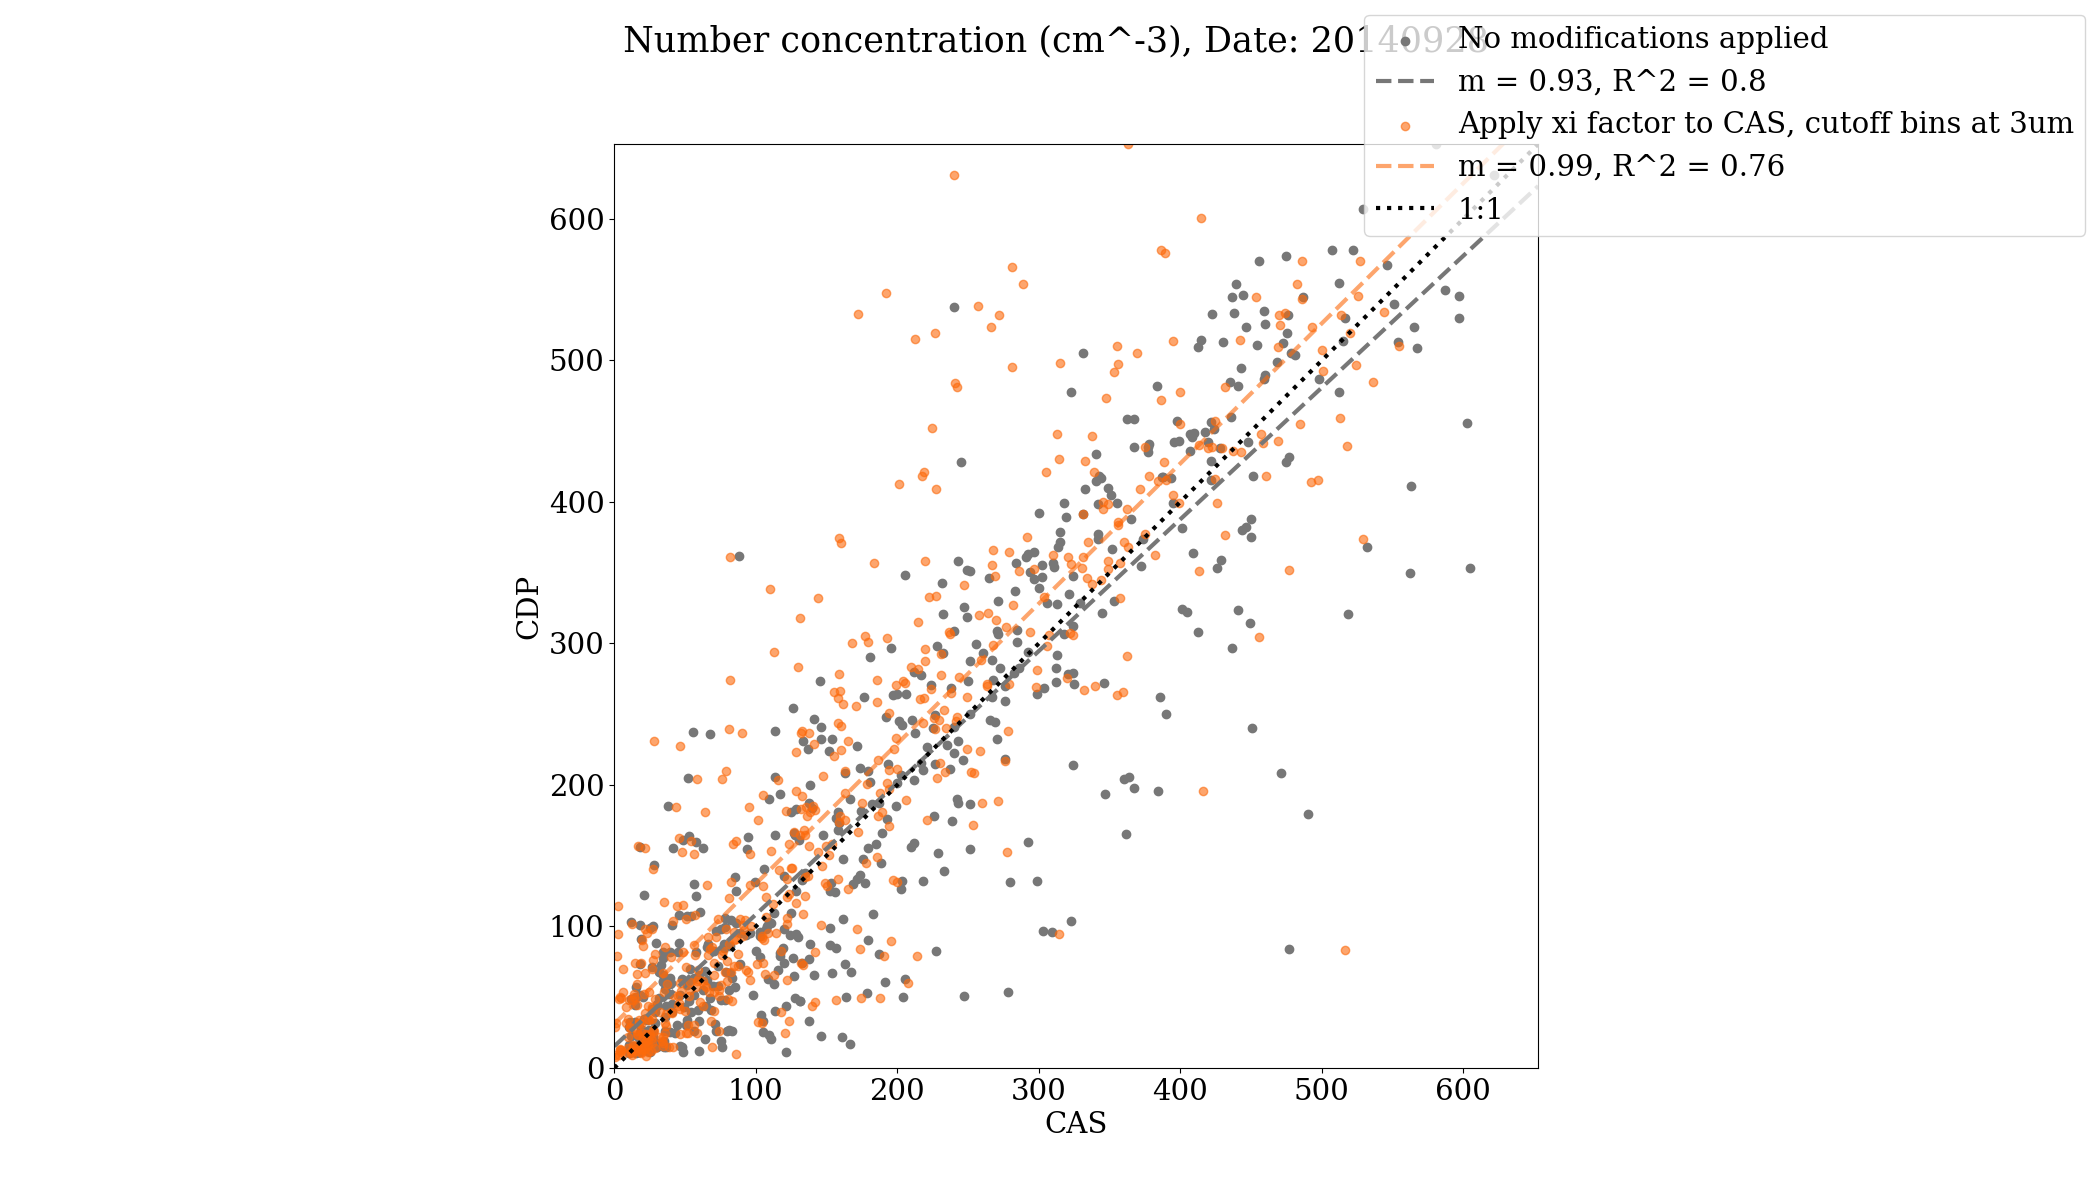 Number concentration (cm^-3), Date: 20140928
No modifications applied
m = 0.93, R^2 = 0.8
Apply xi factor to CAS, cutoff bins at 3um
m = 0.99, R^2 = 0.76
1:1
600
500
400
300
200
100
0
CDP
0 100 200 300 400 500 600
CAS